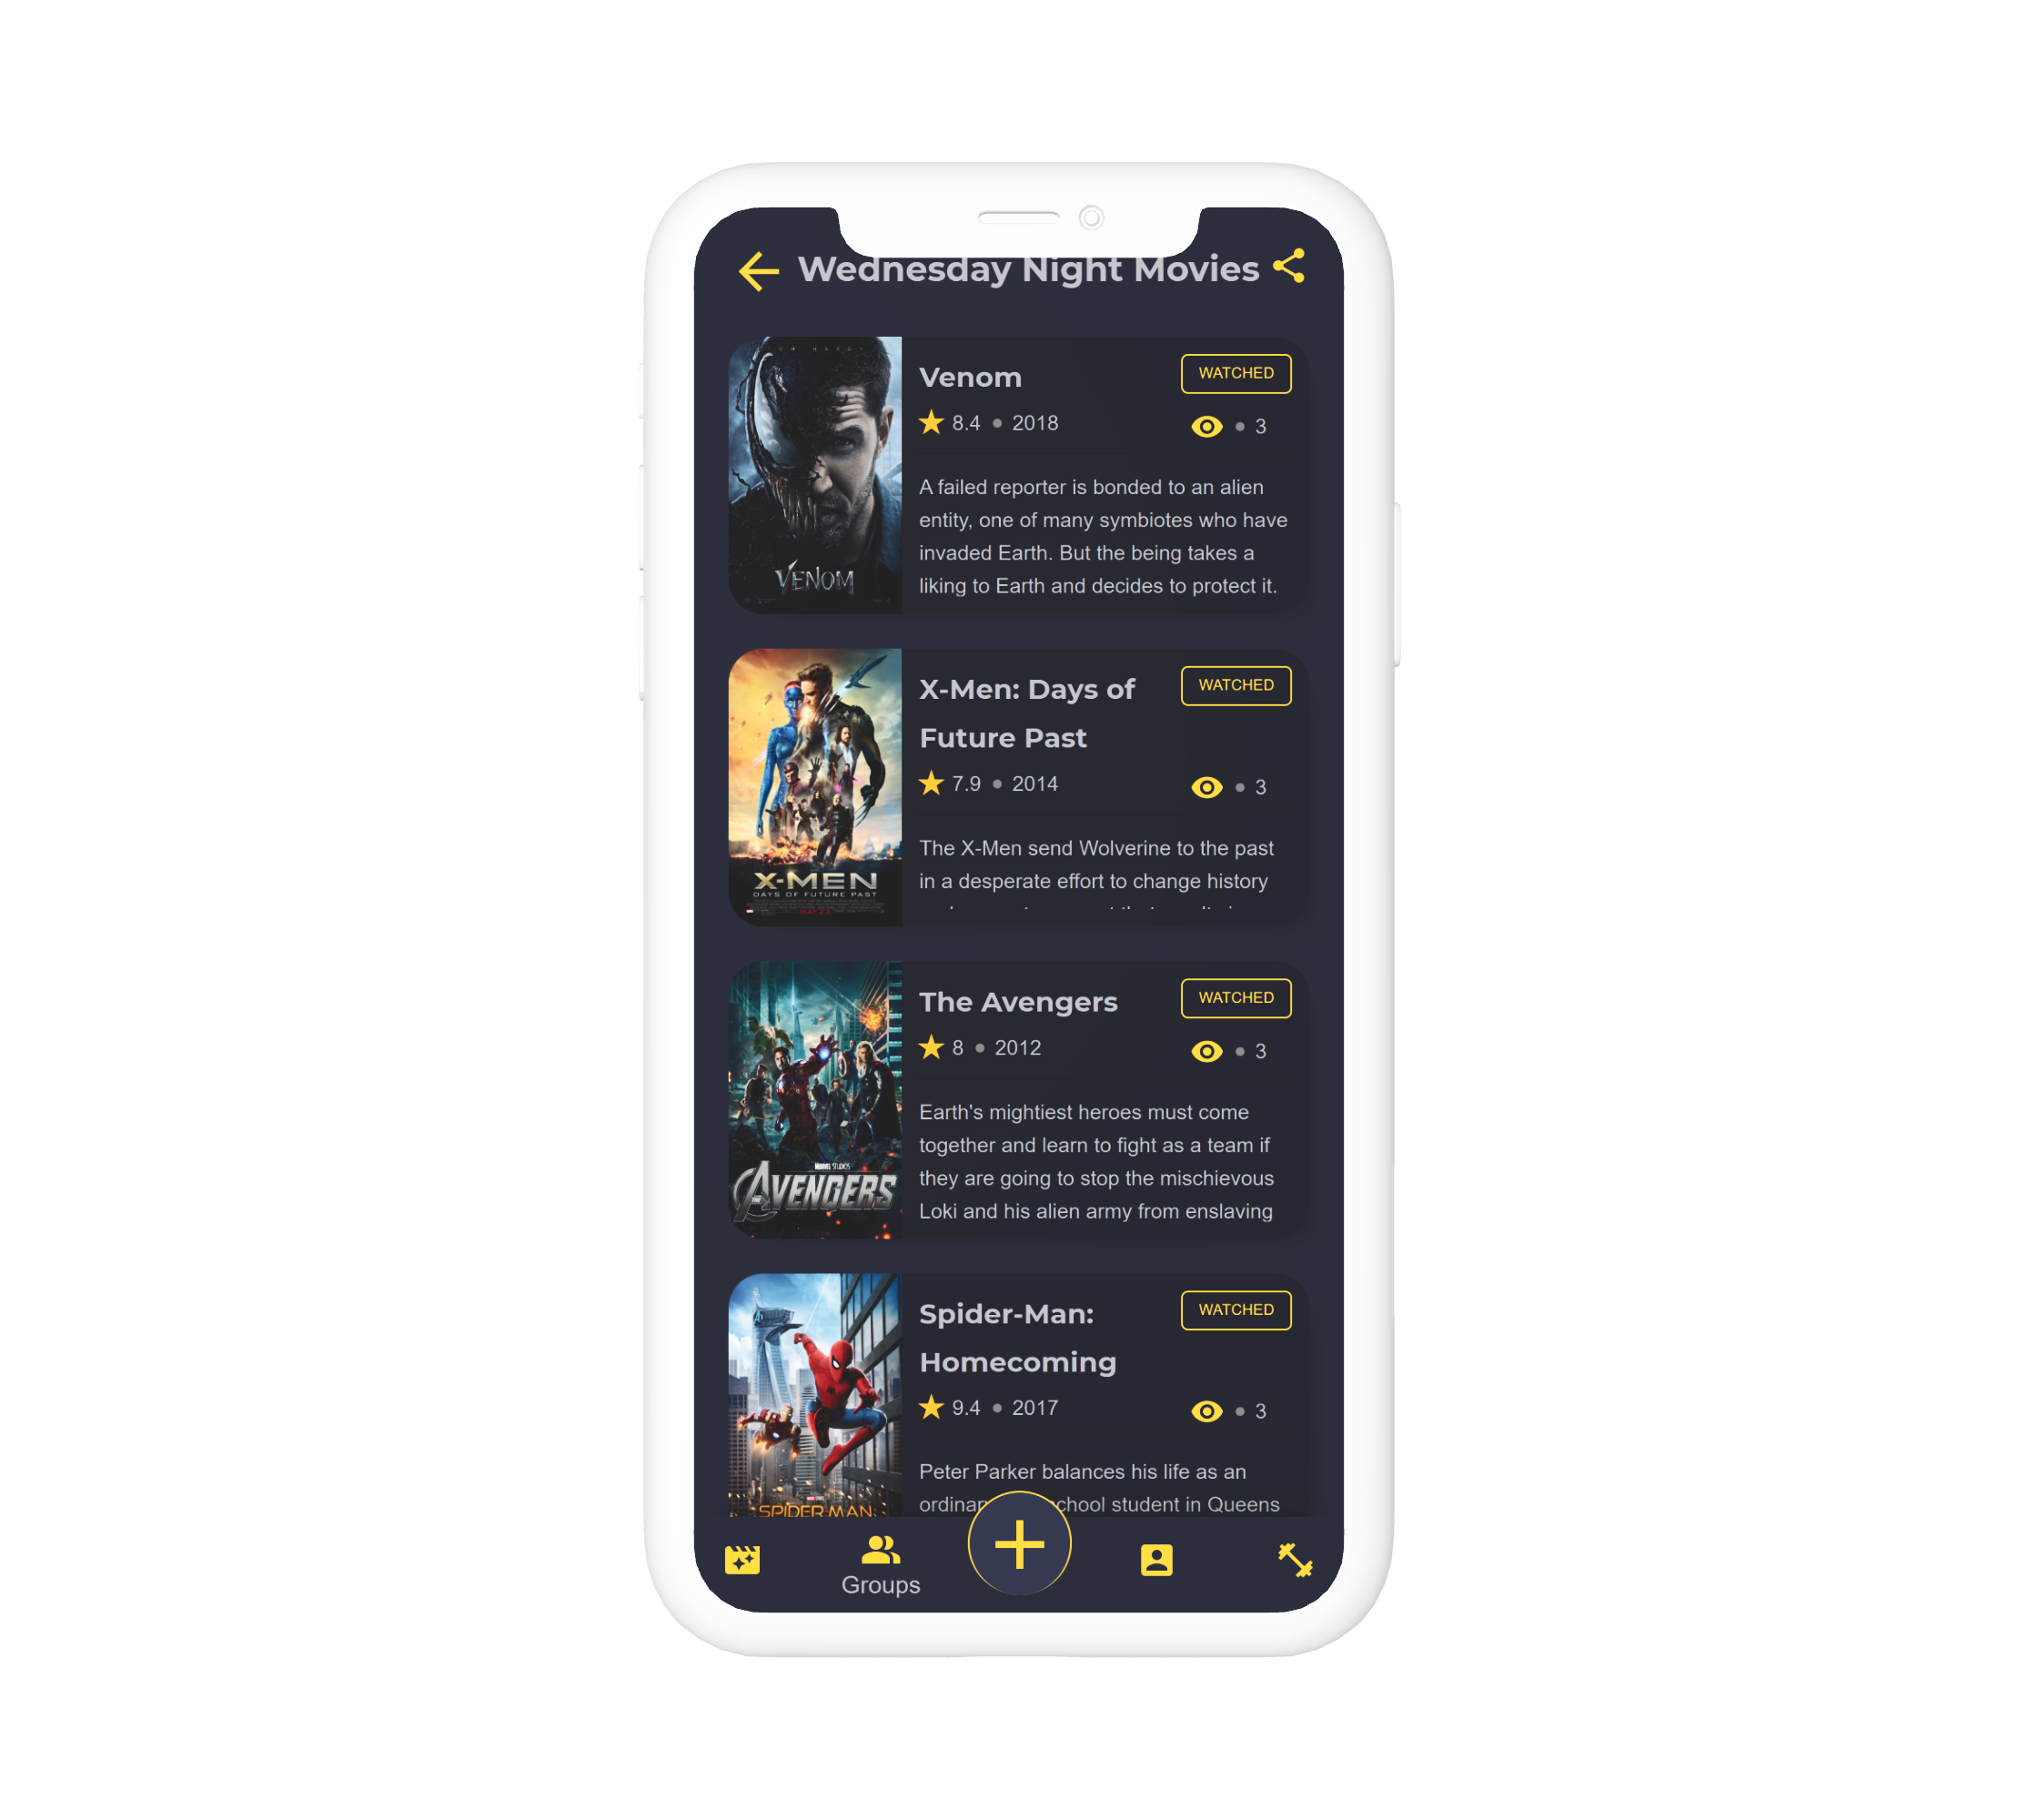 Wednesday Night Movies
Venom
WATCHED
8.4 • 2018
• 3
A failed reporter is bonded to an alien
entity, one of many symbiotes who have
invaded Earth. But the being takes a
liking to Earth and decides to protect it.
VENOM
X-Men: Days of
Future Past
WATCHED
7.9 • 2014
• 3
The X-Men send Wolverine to the past
in a desperate effort to change history
X-MEN
DAYS OF FUTURE PAST
MAY 23
The Avengers
WATCHED
8 • 2012
• 3
Earth's mightiest heroes must come
together and learn to fight as a team if
they are going to stop the mischievous
Loki and his alien army from enslaving
MARVEL STUDIOS
AVENGERS
Spider-Man:
Homecoming
WATCHED
9.4 • 2017
• 3
Peter Parker balances his life as an
student in Queens
SPIDER-MAN
Groups